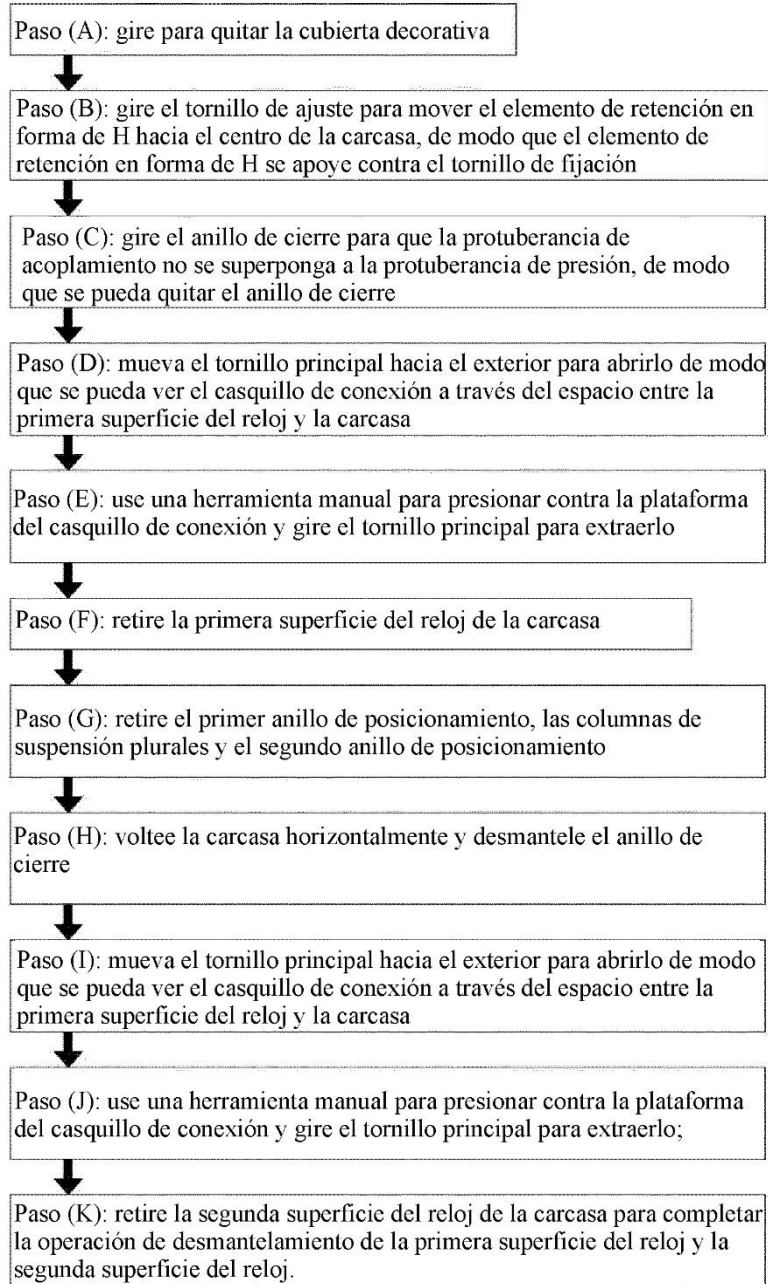 Paso (A): gire para quitar la cubierta decorativa
Paso (B): gire el tornillo de ajuste para mover el elemento de retención en
forma de H hacia el centro de la carcasa, de modo que el elemento de
retención en forma de H se apoye contra el tornillo de fijación
Paso (C): gire el anillo de cierre para que la protuberancia de
acoplamiento no se superponga a la protuberancia de presión, de modo
que se pueda quitar el anillo de cierre
Paso (D): mueva el tornillo principal hacia el exterior para abrirlo de modo
que se pueda ver el casquillo de conexión a través del espacio entre la
primera superficie del reloj y la carcasa
Paso (E): use una herramienta manual para presionar contra la plataforma
del casquillo de conexión y gire el tornillo principal para extraerlo
Paso (F): retire la primera superficie del reloj de la carcasa
Paso (G): retire el primer anillo de posicionamiento, las columnas de
suspensión plurales y el segundo anillo de posicionamiento
Paso (H): voltee la carcasa horizontalmente y desmantele el anillo de
cierre
Paso (I): mueva el tornillo principal hacia el exterior para abrirlo de modo
que se pueda ver el casquillo de conexión a través del espacio entre la
primera superficie del reloj y la carcasa
Paso (J): use una herramienta manual para presionar contra la plataforma
del casquillo de conexión y gire el tornillo principal para extraerlo;
Paso (K): retire la segunda superficie del reloj de la carcasa para completar
la operación de desmantelamiento de la primera superficie del reloj y la
segunda superficie del reloj.